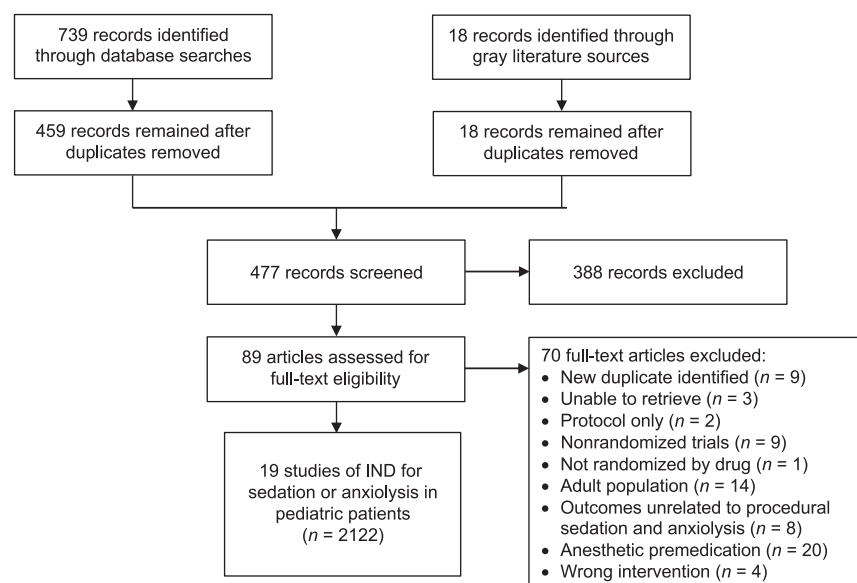 739 records identified
through database searches
18 records identified through
gray literature sources
459 records remained after
duplicates removed
18 records remained after
duplicates removed
477 records screened
388 records excluded
89 articles assessed for
full-text eligibility
70 full-text articles excluded:
• New duplicate identified (n = 9)
• Unable to retrieve (n = 3)
• Protocol only (n = 2)
• Nonrandomized trials (n = 9)
• Not randomized by drug (n = 1)
• Adult population (n = 14)
• Outcomes unrelated to procedural
sedation and anxiolysis (n = 8)
• Anesthetic premedication (n = 20)
• Wrong intervention (n = 4)
19 studies of IND for
sedation or anxiolysis in
pediatric patients
(n = 2122)